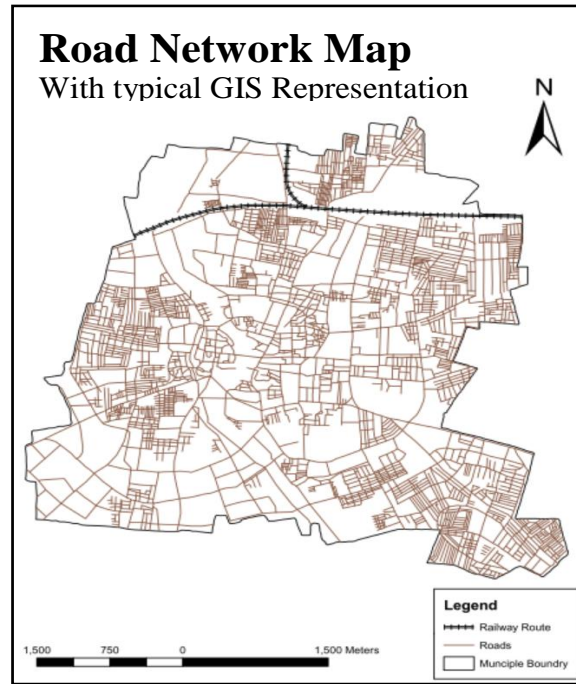 Road Network Map
With typical GIS Representation
N
Legend
Railway Route
Roads
Munciple Boundry
1,500 750 0 1,500 Meters